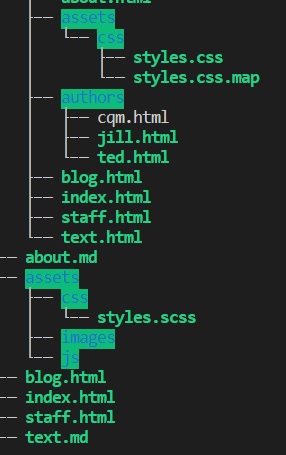 about.html
├── assets
│   └── css
│       ├── styles.css
│       └── styles.css.map
├── authors
│   ├── cqm.html
│   ├── jill.html
│   └── ted.html
├── blog.html
├── index.html
├── staff.html
└── text.html
── about.md
── assets
├── css
│   └── styles.scss
├── images
└── js
── blog.html
── index.html
── staff.html
── text.md